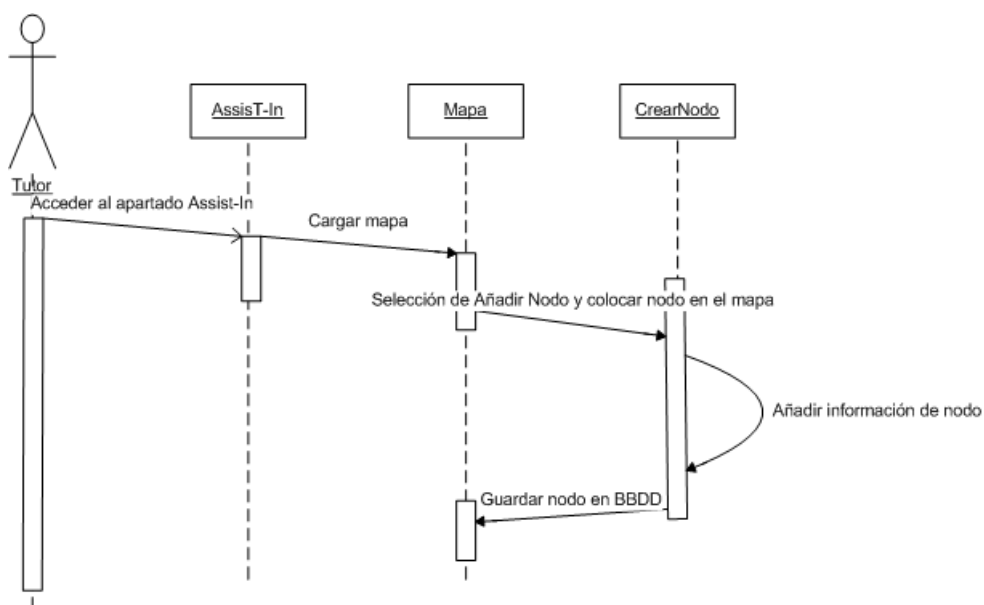 AssisT-In
Mapa
CrearNodo
Tutor
Acceder al apartado Assist-In
Cargar mapa
Selección de Añadir Nodo y colocar nodo en el mapa
Añadir información de nodo
Guardar nodo en BBDD